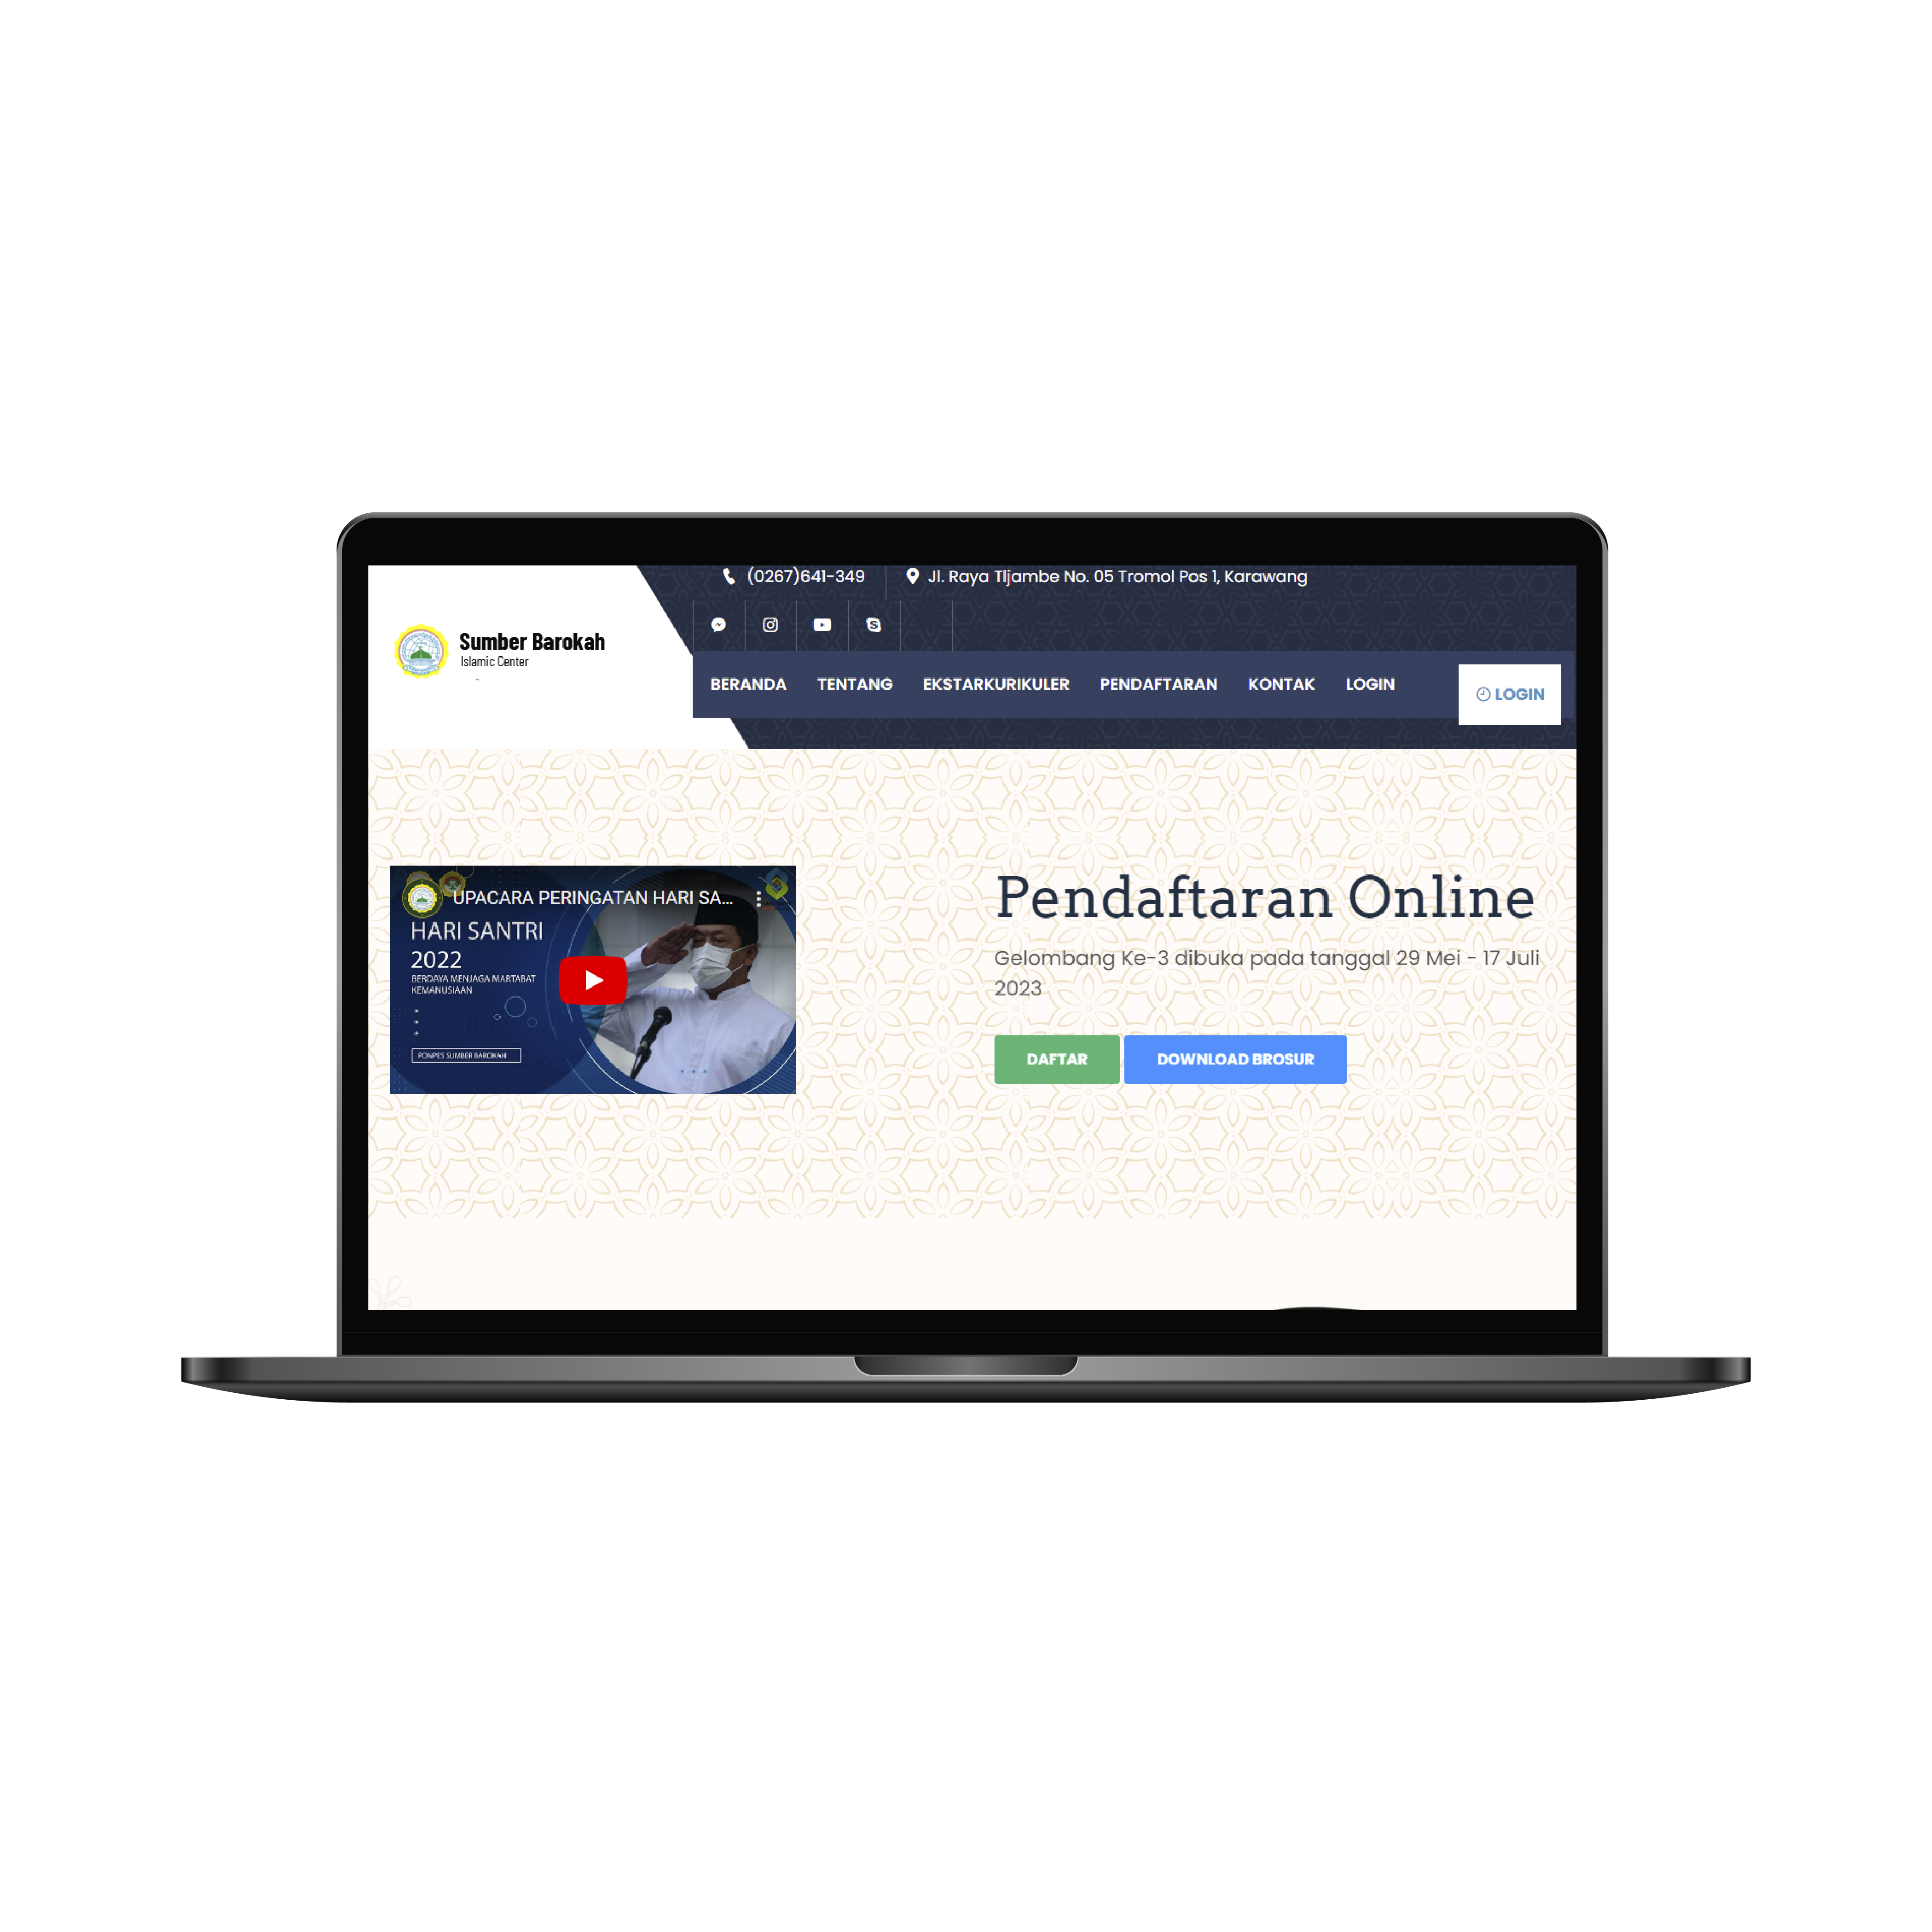 (0267)641-349
Jl. Raya TIjambe No. 05 Tromol Pos 1, Karawang
Sumber Barokah
Islamic Center
BERANDA TENTANG EKSTARKURIKULER PENDAFTARAN KONTAK LOGIN
LOGIN
UPACARA PERINGATAN HARI SA...
HARI SANTRI
2022
BERDAYA MENJAGA MARTABAT
KEMANUSIAAN
PONPES SUMBER BAROKAH
Pendaftaran Online
Gelombang Ke-3 dibuka pada tanggal 29 Mei - 17 Juli
2023
DAFTAR
DOWNLOAD BROSUR